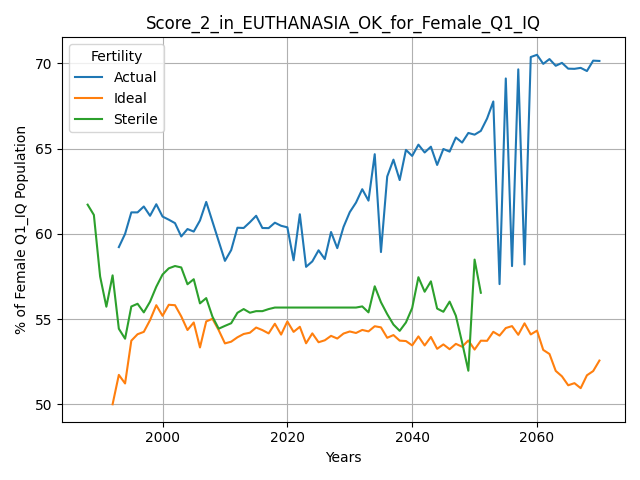 Score_2_in_EUTHANASIA_OK_for_Female_Q1_IQ
Fertility
Actual
Ideal
Sterile
% of Female Q1_IQ Population
70
65
60
55
50
2000
2020
2040
2060
Years